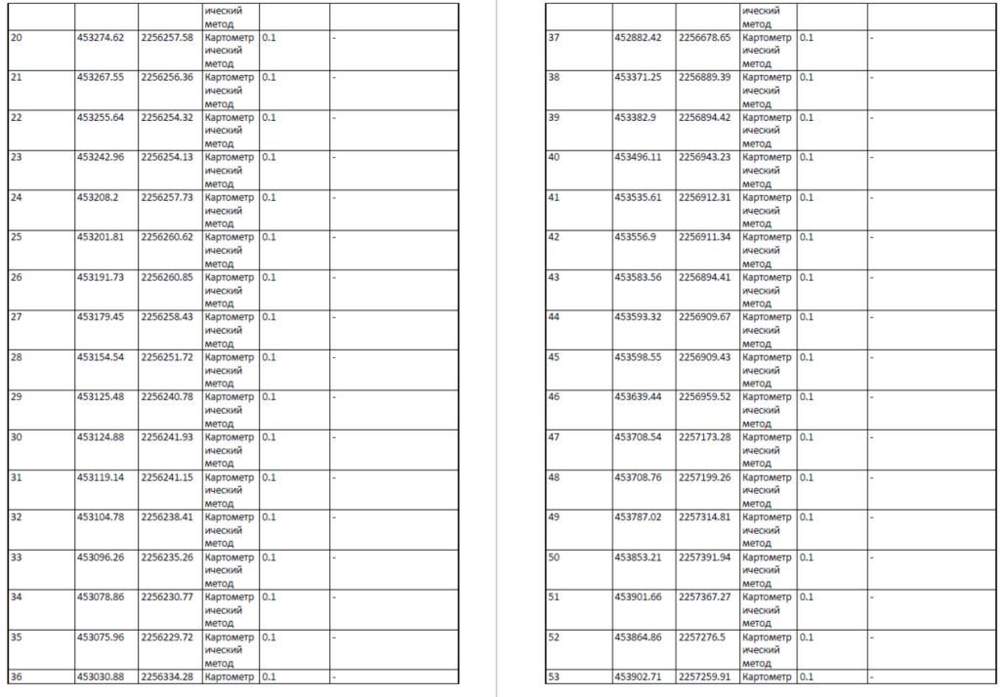 ический
метод
20 453274.62 2256257.58 Картометр 0.1 -
ический
метод
21 453267.55 2256256.36 Картометр 0.1 -
ический
метод
22 453255.64 2256254.32 Картометр 0.1 -
ический
метод
23 453242.96 2256254.13 Картометр 0.1 -
ический
метод
24 453208.2 2256257.73 Картометр 0.1 -
ический
метод
25 453201.81 2256260.62 Картометр 0.1 -
ический
метод
26 453191.73 2256260.85 Картометр 0.1 -
ический
метод
27 453179.45 2256258.43 Картометр 0.1 -
ический
метод
28 453154.54 2256251.72 Картометр 0.1 -
ический
метод
29 453125.48 2256240.78 Картометр 0.1 -
ический
метод
30 453124.88 2256241.93 Картометр 0.1 -
ический
метод
31 453119.14 2256241.15 Картометр 0.1 -
ический
метод
32 453104.78 2256238.41 Картометр 0.1 -
ический
метод
33 453096.26 2256235.26 Картометр 0.1 -
ический
метод
34 453078.86 2256230.77 Картометр 0.1 -
ический
метод
35 453075.96 2256229.72 Картометр 0.1 -
ический
метод
36 453030.88 2256334.28 Картометр 0.1 -
ический
метод
37 452882.42 2256678.65 Картометр 0.1 -
ический
метод
38 453371.25 2256889.39 Картометр 0.1 -
ический
метод
39 453382.9 2256894.42 Картометр 0.1 -
ический
метод
40 453496.11 2256943.23 Картометр 0.1 -
ический
метод
41 453535.61 2256912.31 Картометр 0.1 -
ический
метод
42 453556.9 2256911.34 Картометр 0.1 -
ический
метод
43 453583.56 2256894.41 Картометр 0.1 -
ический
метод
44 453593.32 2256909.67 Картометр 0.1 -
ический
метод
45 453598.55 2256909.43 Картометр 0.1 -
ический
метод
46 453639.44 2256959.52 Картометр 0.1 -
ический
метод
47 453708.54 2257173.28 Картометр 0.1 -
ический
метод
48 453708.76 2257199.26 Картометр 0.1 -
ический
метод
49 453787.02 2257314.81 Картометр 0.1 -
ический
метод
50 453853.21 2257391.94 Картометр 0.1 -
ический
метод
51 453901.66 2257367.27 Картометр 0.1 -
ический
метод
52 453864.86 2257276.5 Картометр 0.1 -
ический
метод
53 453902.71 2257259.91 Картометр 0.1 -